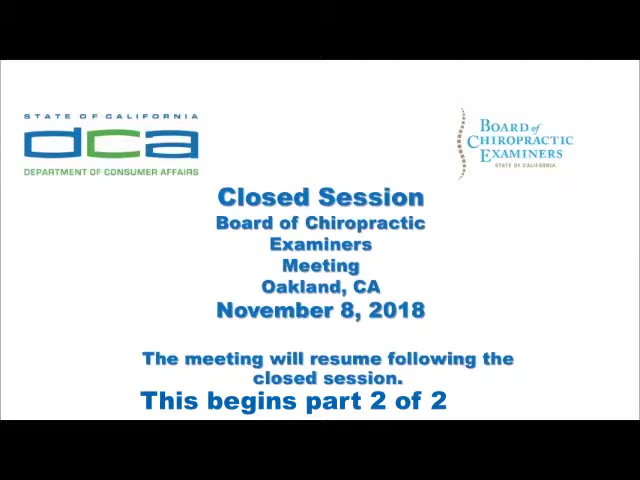 STATE OF CALIFORNIA
dca
DEPARTMENT OF CONSUMER AFFAIRS
BOARD of
CHIROPRACTIC
EXAMINERS
STATE OF CALIFORNIA
Closed Session
Board of Chiropractic
Examiners
Meeting
Oakland, CA
November 8, 2018
The meeting will resume following the
closed session.
This begins part 2 of 2